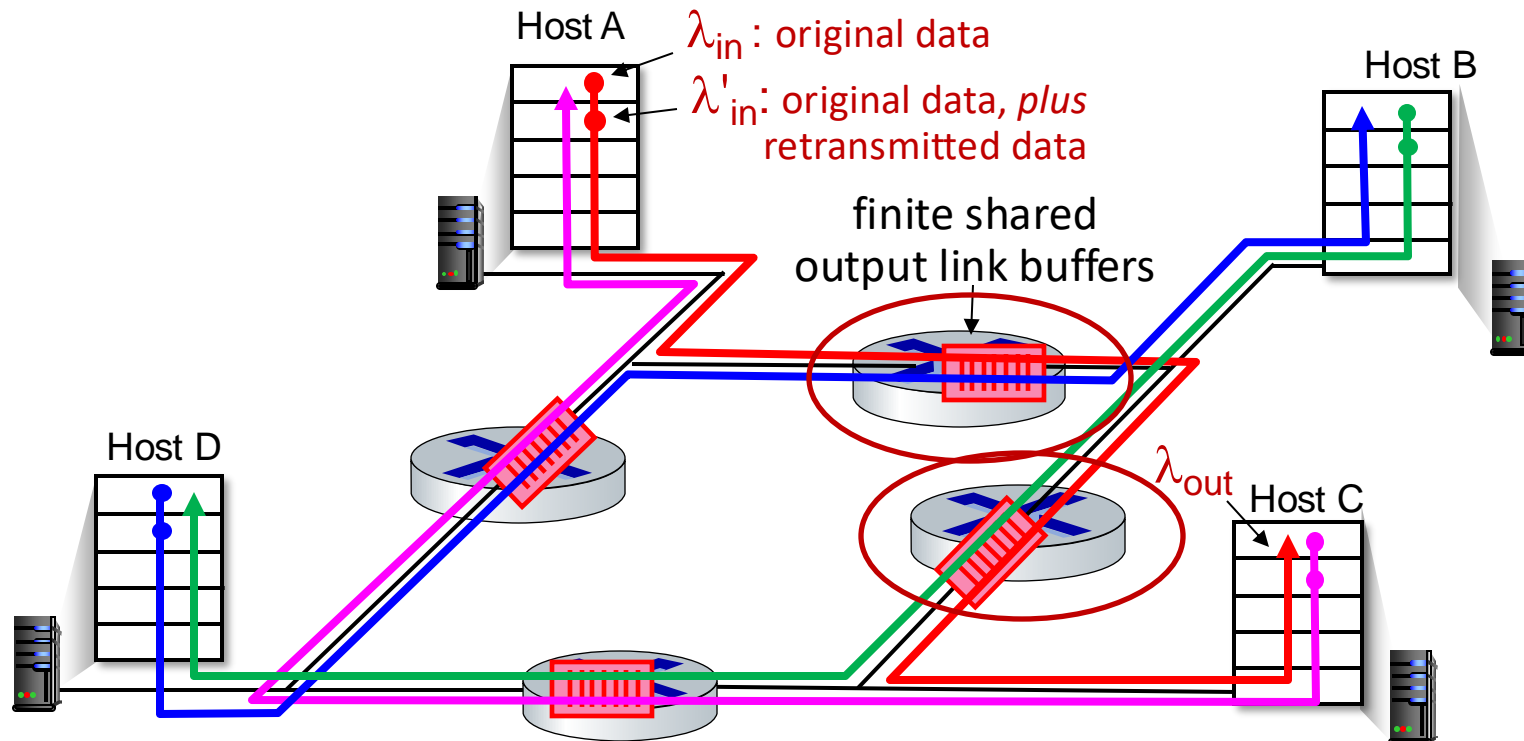 Host A
λin : original data
λ'in: original data, plus
retransmitted data
Host B
finite shared
output link buffers
Host D
λout
Host C